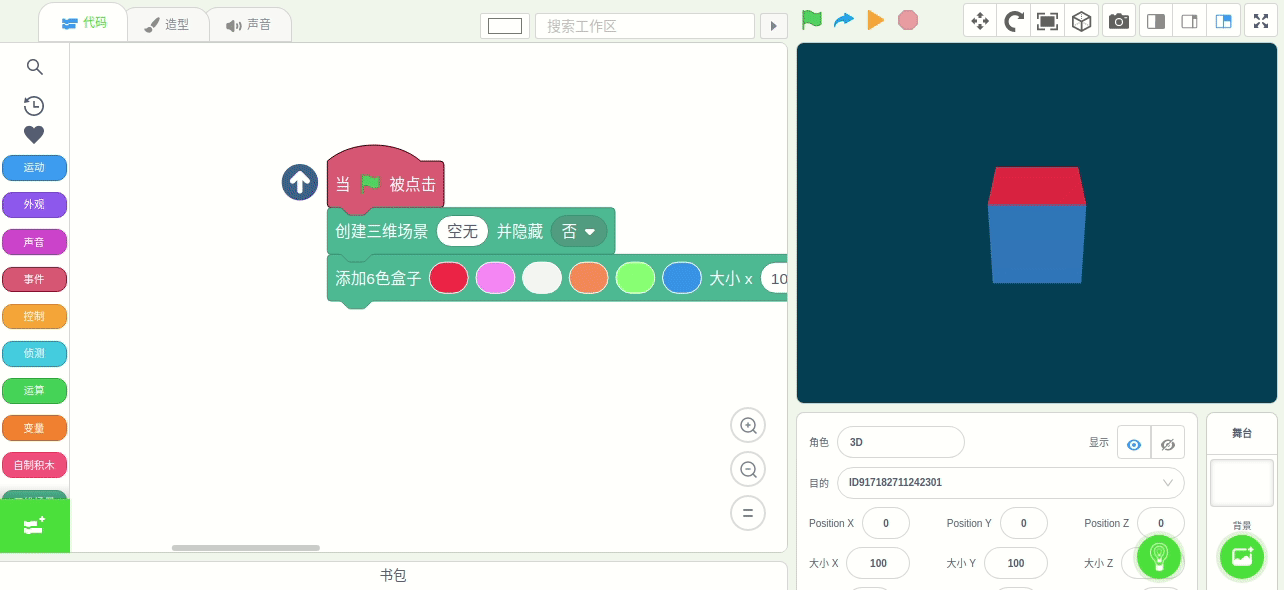 代码
造型
声音
搜索工作区
运动
外观
声音
事件
控制
侦测
运算
变量
自制积木
当 被点击
创建三维场景 空无 并隐藏 否
添加6色盒子 大小 x 10
书包
角色 3D 显示
目的 ID917182711242301
Position X 0 Position Y 0 Position Z 0
大小 X 100 大小 Y 100 大小 Z
舞台
背景